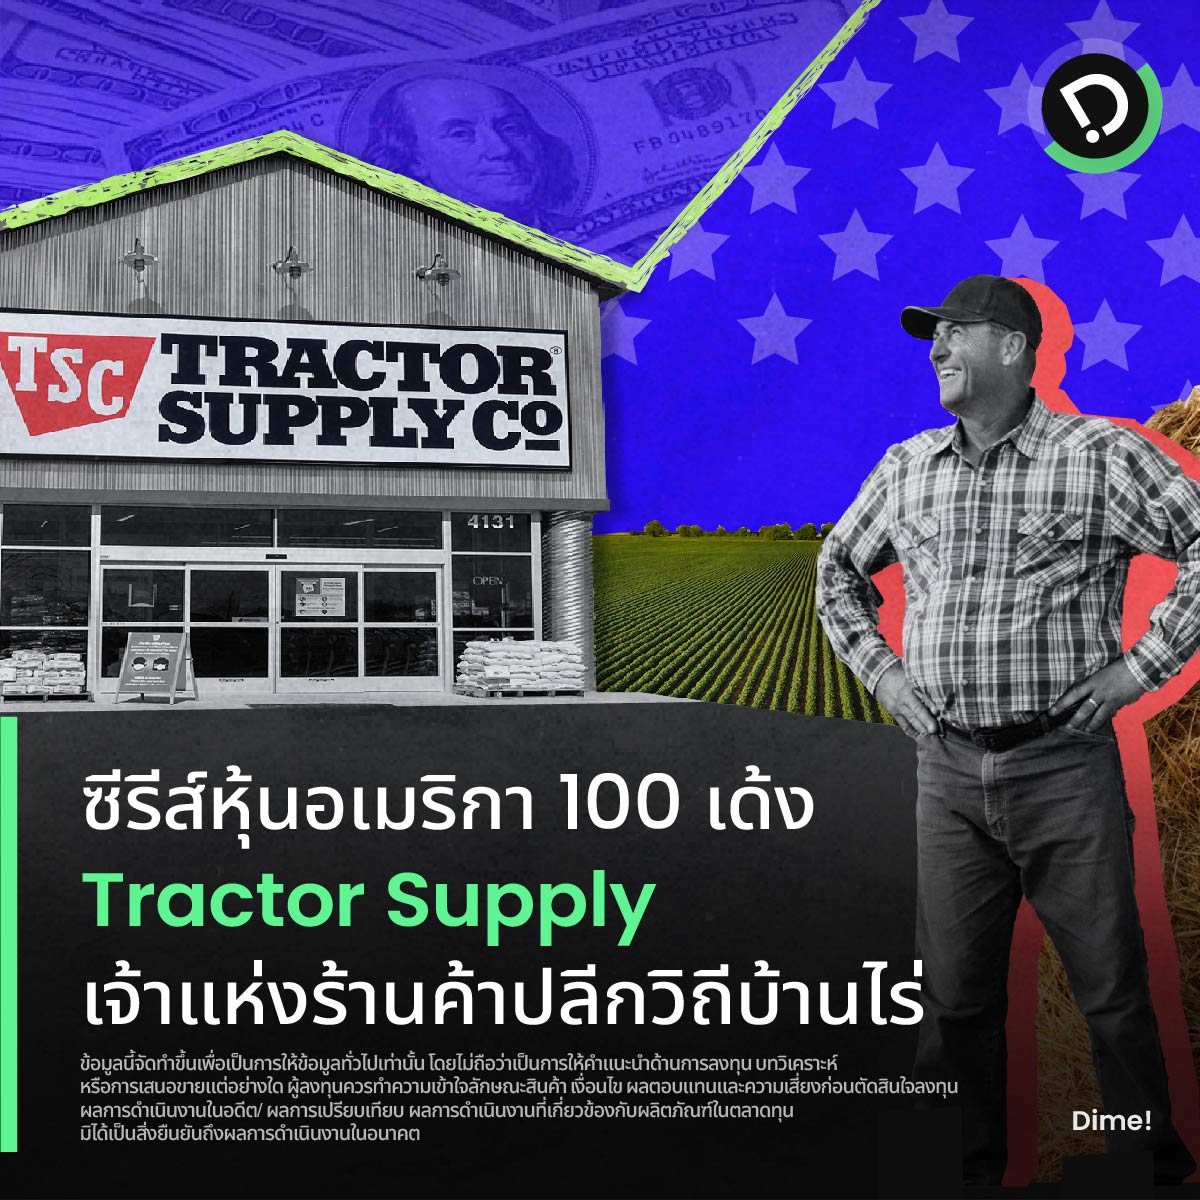 UNITED STATES
OF AMERICA
FB0489170
TSC TRACTOR
SUPPLY Co
4131
OPEN
ซีรีส์หุ้นอเมริกา 100 เด้ง
Tractor Supply
เจ้าแห่งร้านค้าปลีกวิถีบ้านไร่
ข้อมูลนี้จัดทำขึ้นเพื่อเป็นการให้ข้อมูลทั่วไปเท่านั้น โดยไม่ถือว่าเป็นการให้คำแนะนำด้านการลงทุน บทวิเคราะห์
หรือการเสนอขายแต่อย่างใด ผู้ลงทุนควรทำความเข้าใจลักษณะสินค้า เงื่อนไข ผลตอบแทนและความเสี่ยงก่อนตัดสินใจลงทุน
ผลการดำเนินงานในอดีต/ ผลการเปรียบเทียบ ผลการดำเนินงานที่เกี่ยวข้องกับผลิตภัณฑ์ในตลาดทุน
มิได้เป็นสิ่งยืนยันถึงผลการดำเนินงานในอนาคต
Dime!